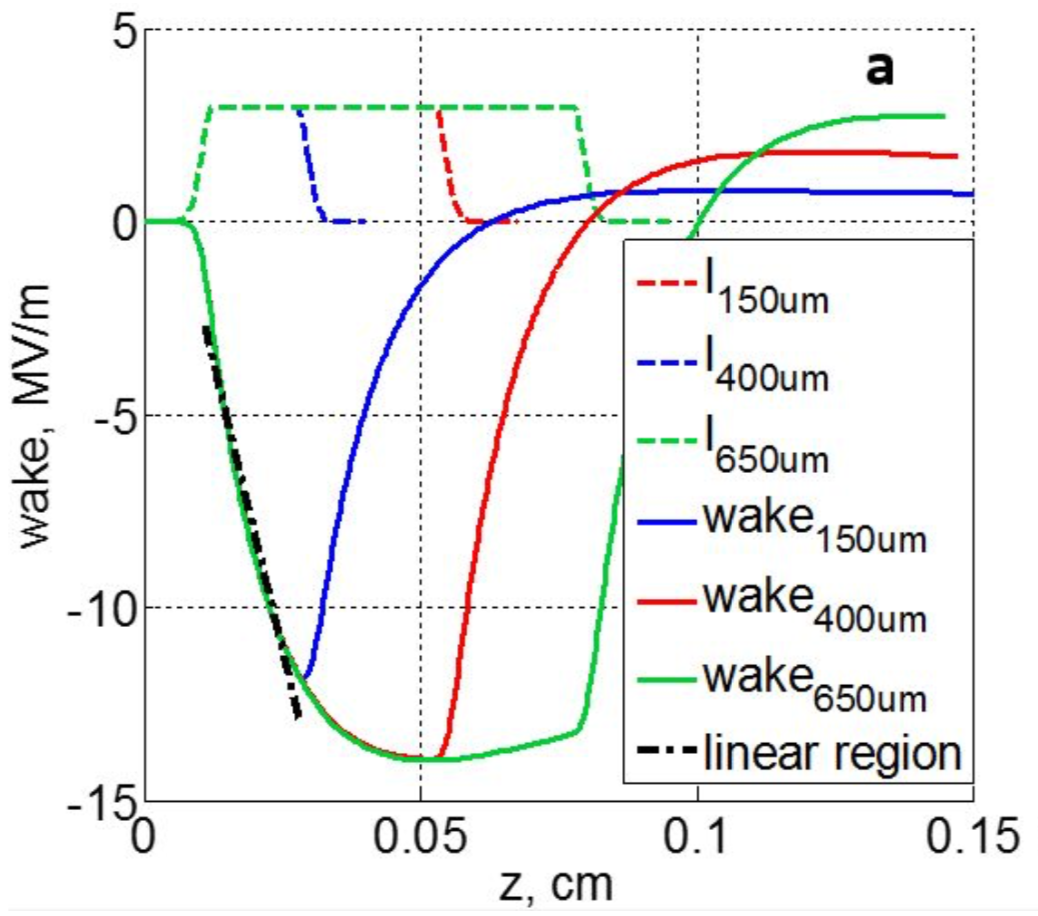 a
5
0
-5
-10
-15
wake, MV/m
I150um
I400um
I650um
wake150um
wake400um
wake650um
linear region
0 0.05 0.1 0.15
z, cm